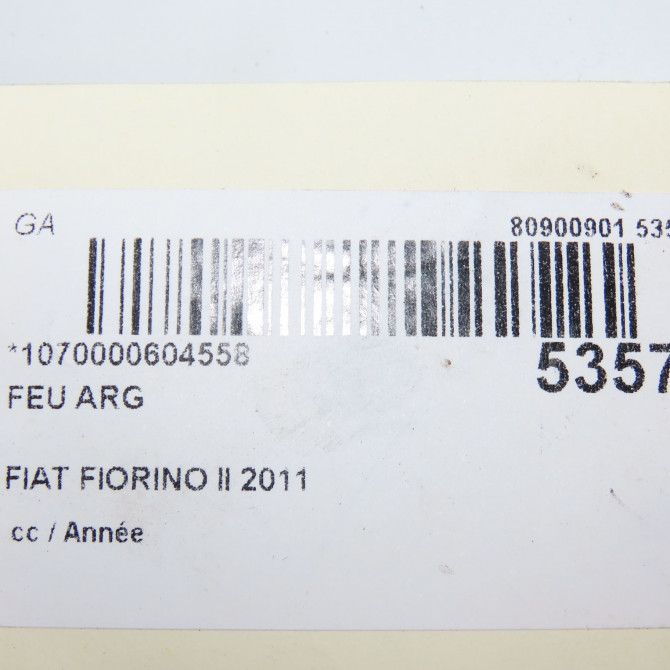 GA
80900901 535
*1070000604558
5357
FEU ARG
FIAT FIORINO II 2011
cc / Année